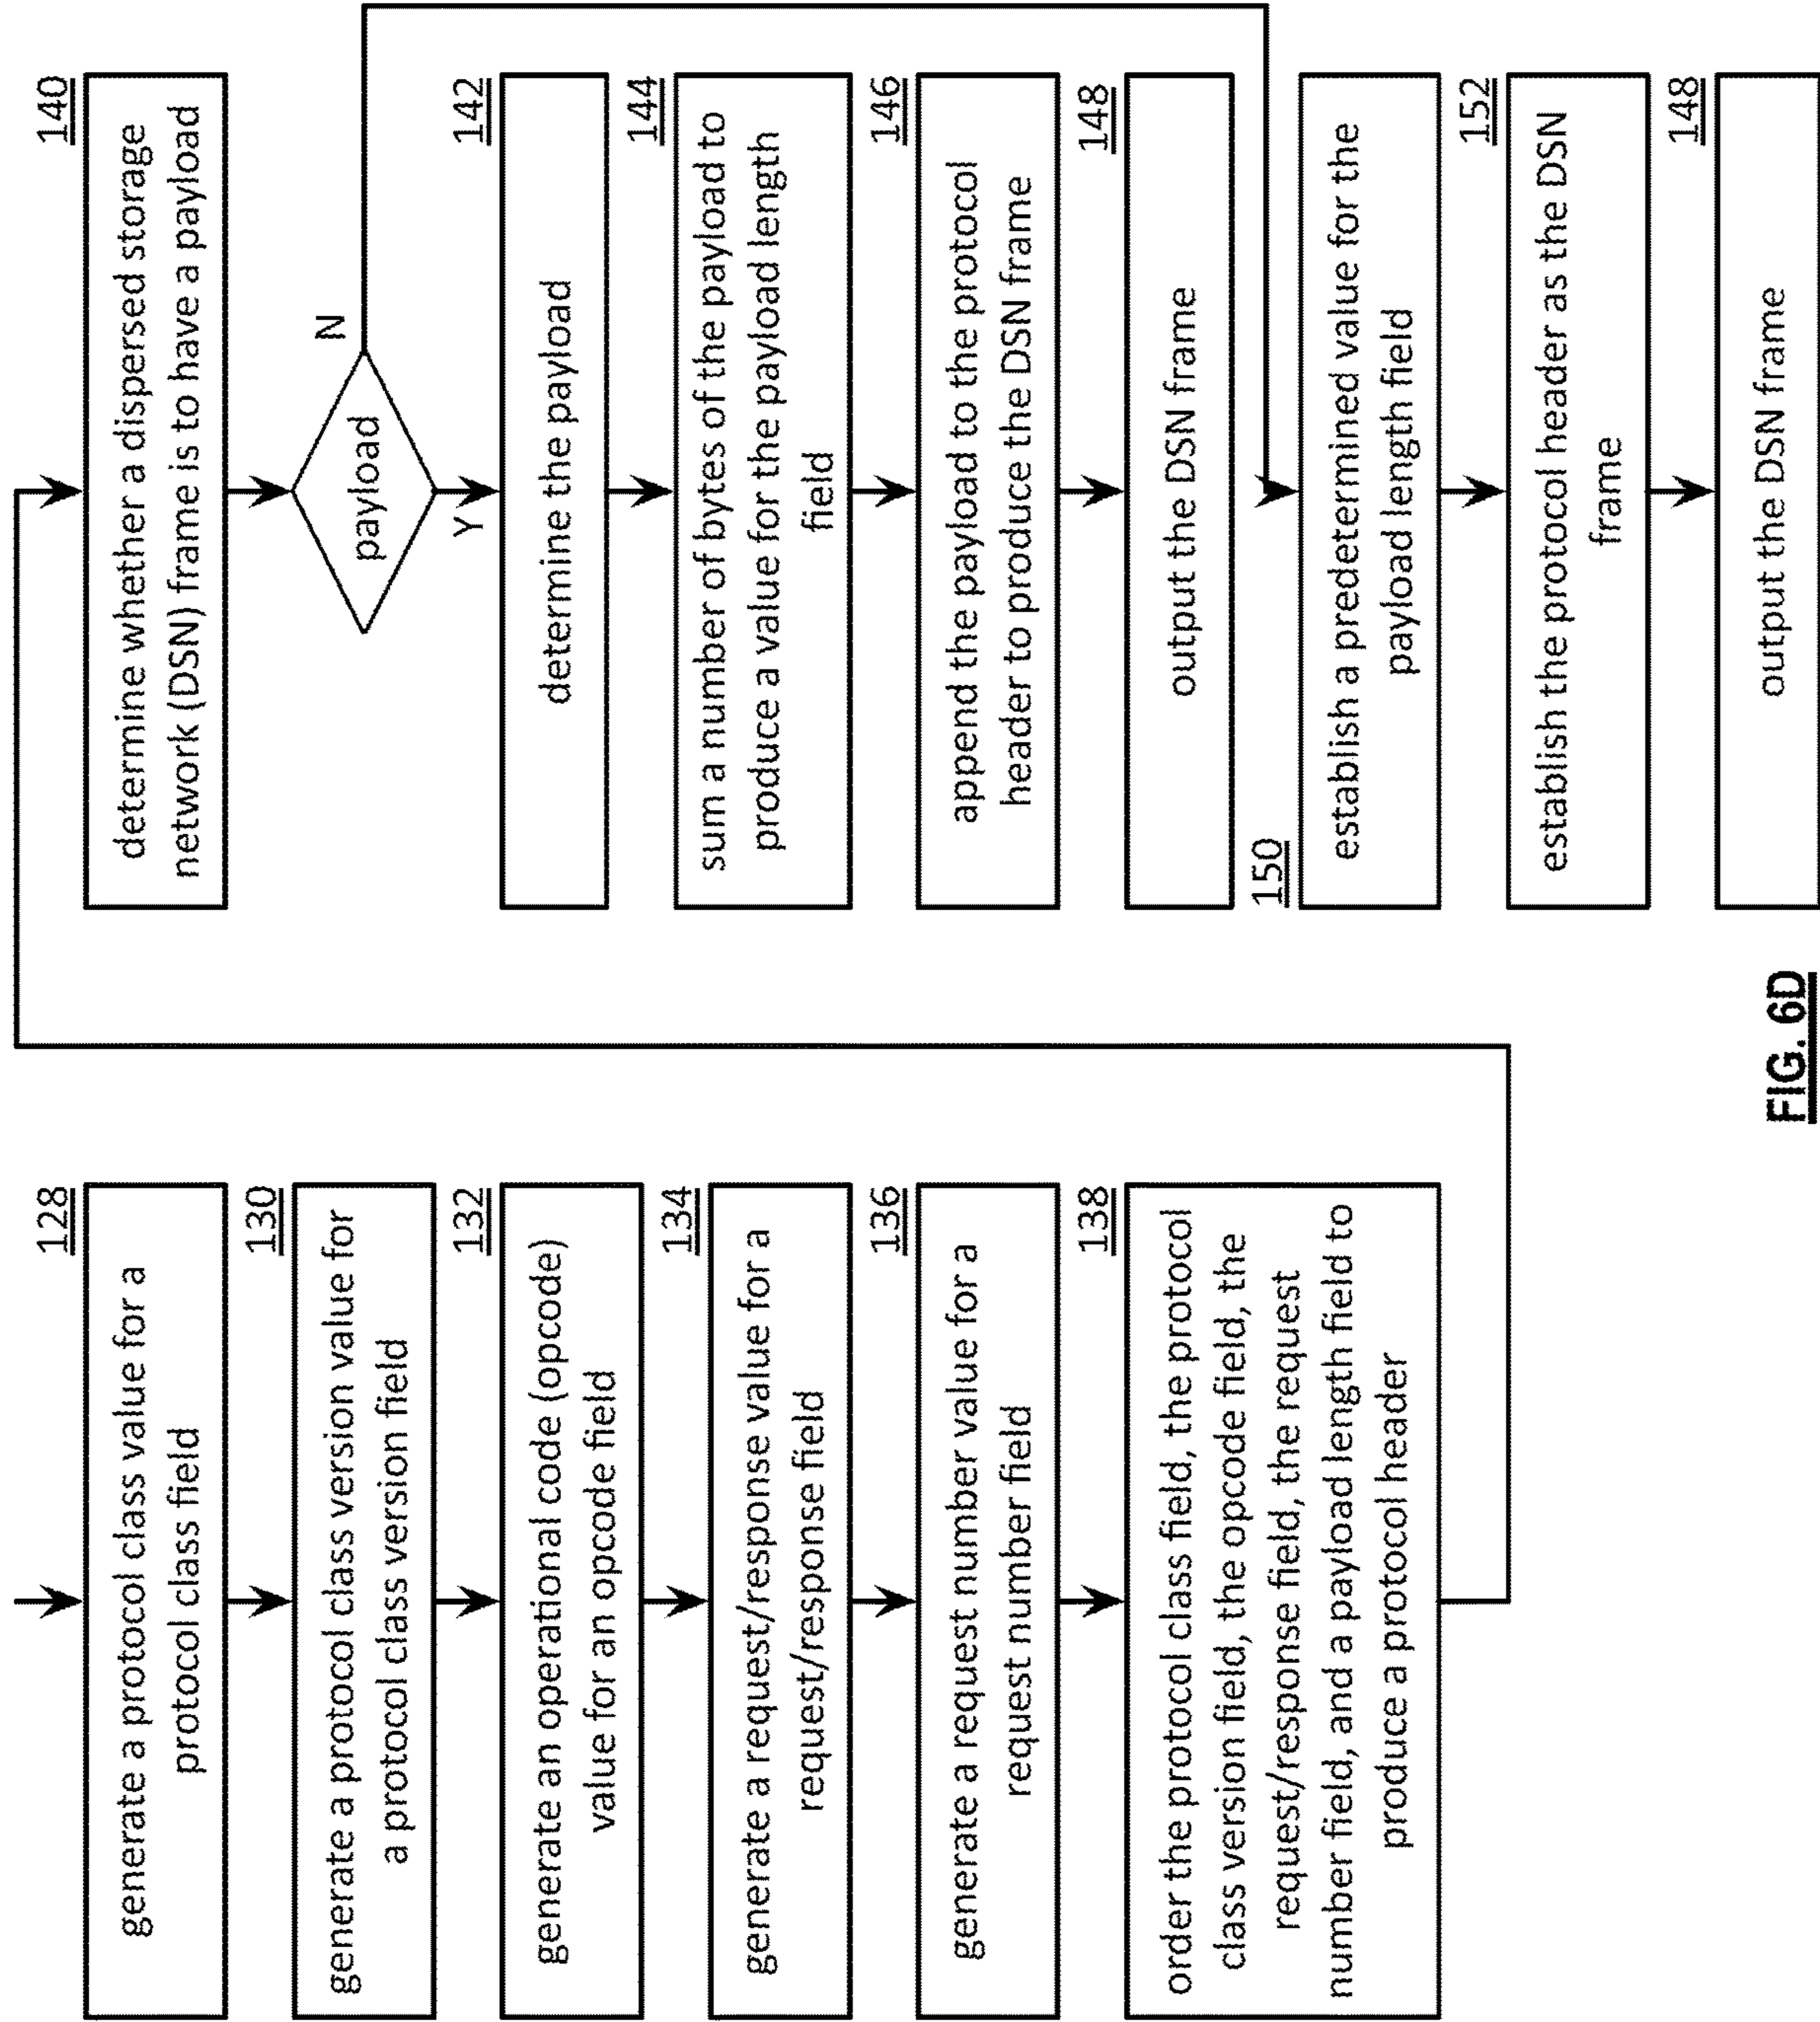 128
generate a protocol class value for a
protocol class field
130
generate a protocol class version value for
a protocol class version field
132
generate an operational code (opcode)
value for an opcode field
134
generate a request/response value for a
request/response field
136
generate a request number value for a
request number field
138
order the protocol class field, the protocol
class version field, the opcode field, the
request/response field, the request
number field, and a payload length field to
produce a protocol header
140
determine whether a dispersed storage
network (DSN) frame is to have a payload
payload
N
Y
142
determine the payload
144
sum a number of bytes of the payload to
produce a value for the payload length
field
146
append the payload to the protocol
header to produce the DSN frame
148
output the DSN frame
150
establish a predetermined value for the
payload length field
152
establish the protocol header as the DSN
frame
148
output the DSN frame
FIG. 6D